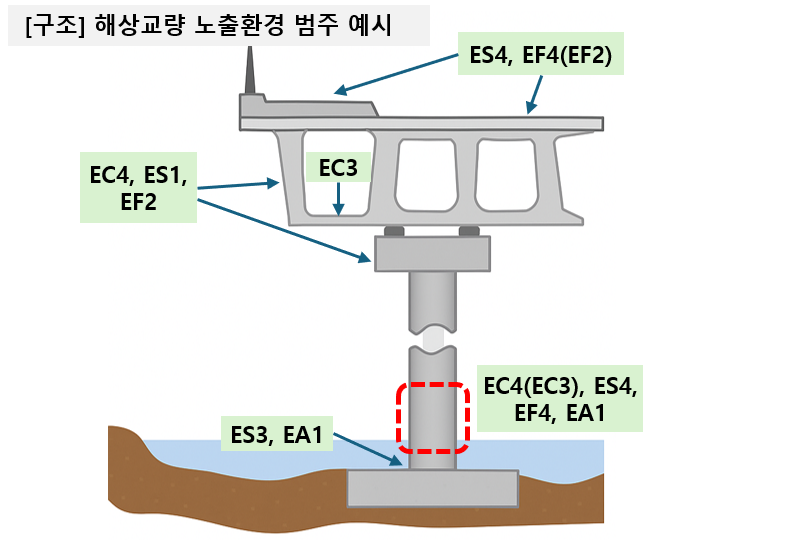 [구조] 해상교량 노출환경 범주 예시
ES4, EF4(EF2)
EC4, ES1,
EF2
EC3
EC4(EC3), ES4,
EF4, EA1
ES3, EA1